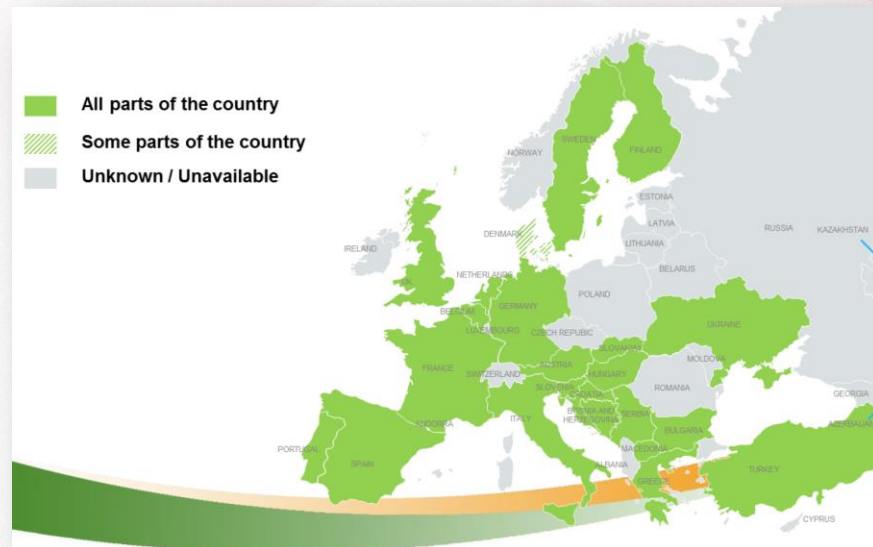 All parts of the country
Some parts of the country
Unknown / Unavailable
NORWAY
SWEDEN
FINLAND
ESTONIA
LATVIA
LITHUANIA
RUSSIA
KAZAKHSTAN
DENMARK
IRELAND
UK
NETHERLANDS
BELARUS
POLAND
GERMANY
BELGIUM
LUXEMBOURG
CZECH REPUBIC
UKRAINE
SLOVAKIA
MOLDOVA
FRANCE
SWITZERLAND
AUSTRIA
HUNGARY
ROMANIA
SLOVENIA
CROATIA
GEORGIA
ANDORRA
ITALY
BOSNIA AND
HERZEGOVINA
SERBIA
BULGARIA
AZERBAIJAN
PORTUGAL
SPAIN
MACEDONIA
ALBANIA
GREECE
TURKEY
CYPRUS